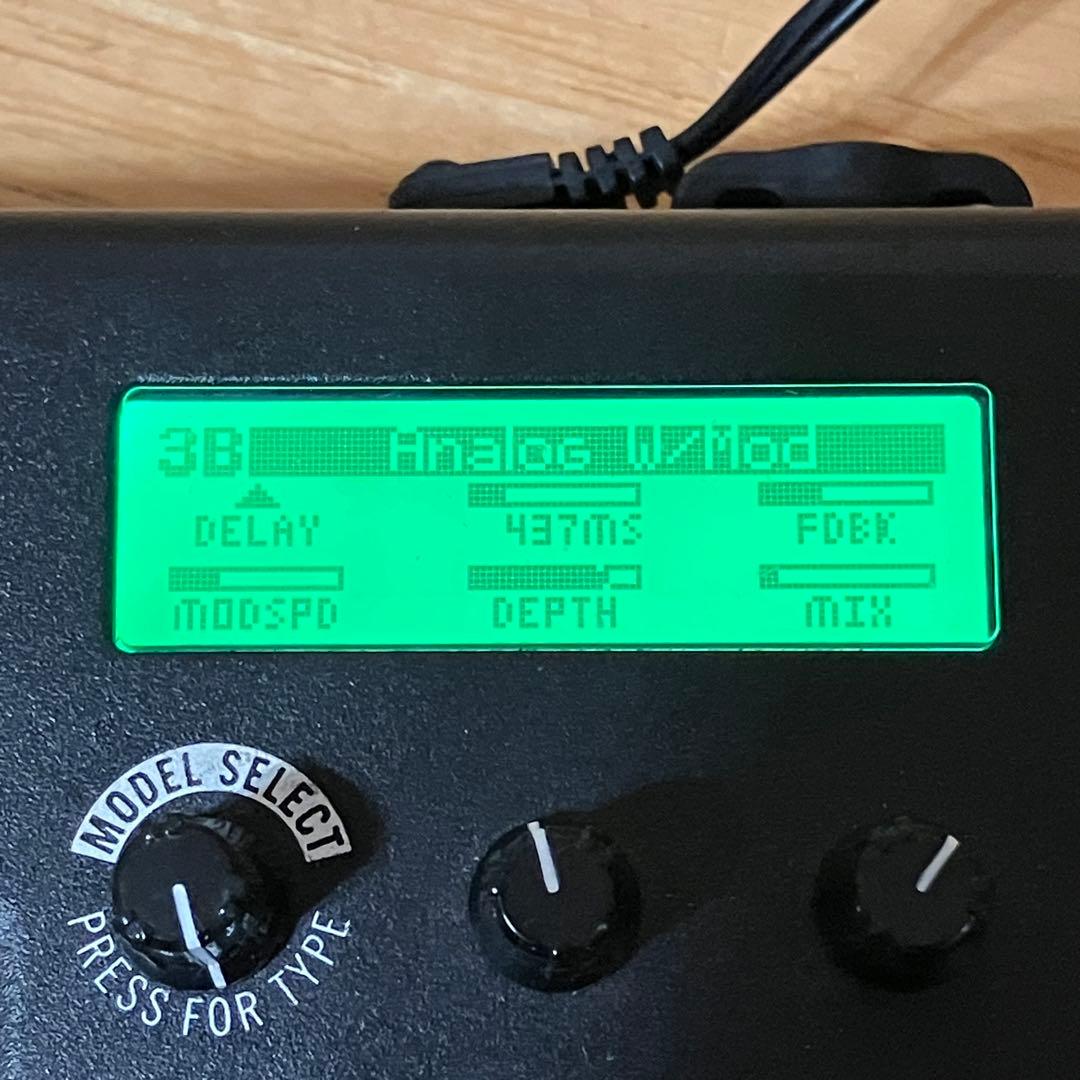 3B Analog W/Mod
DELAY 437MS FDBK
MODSPD DEPTH MIX
MODEL SELECT
PRESS FOR TYPE